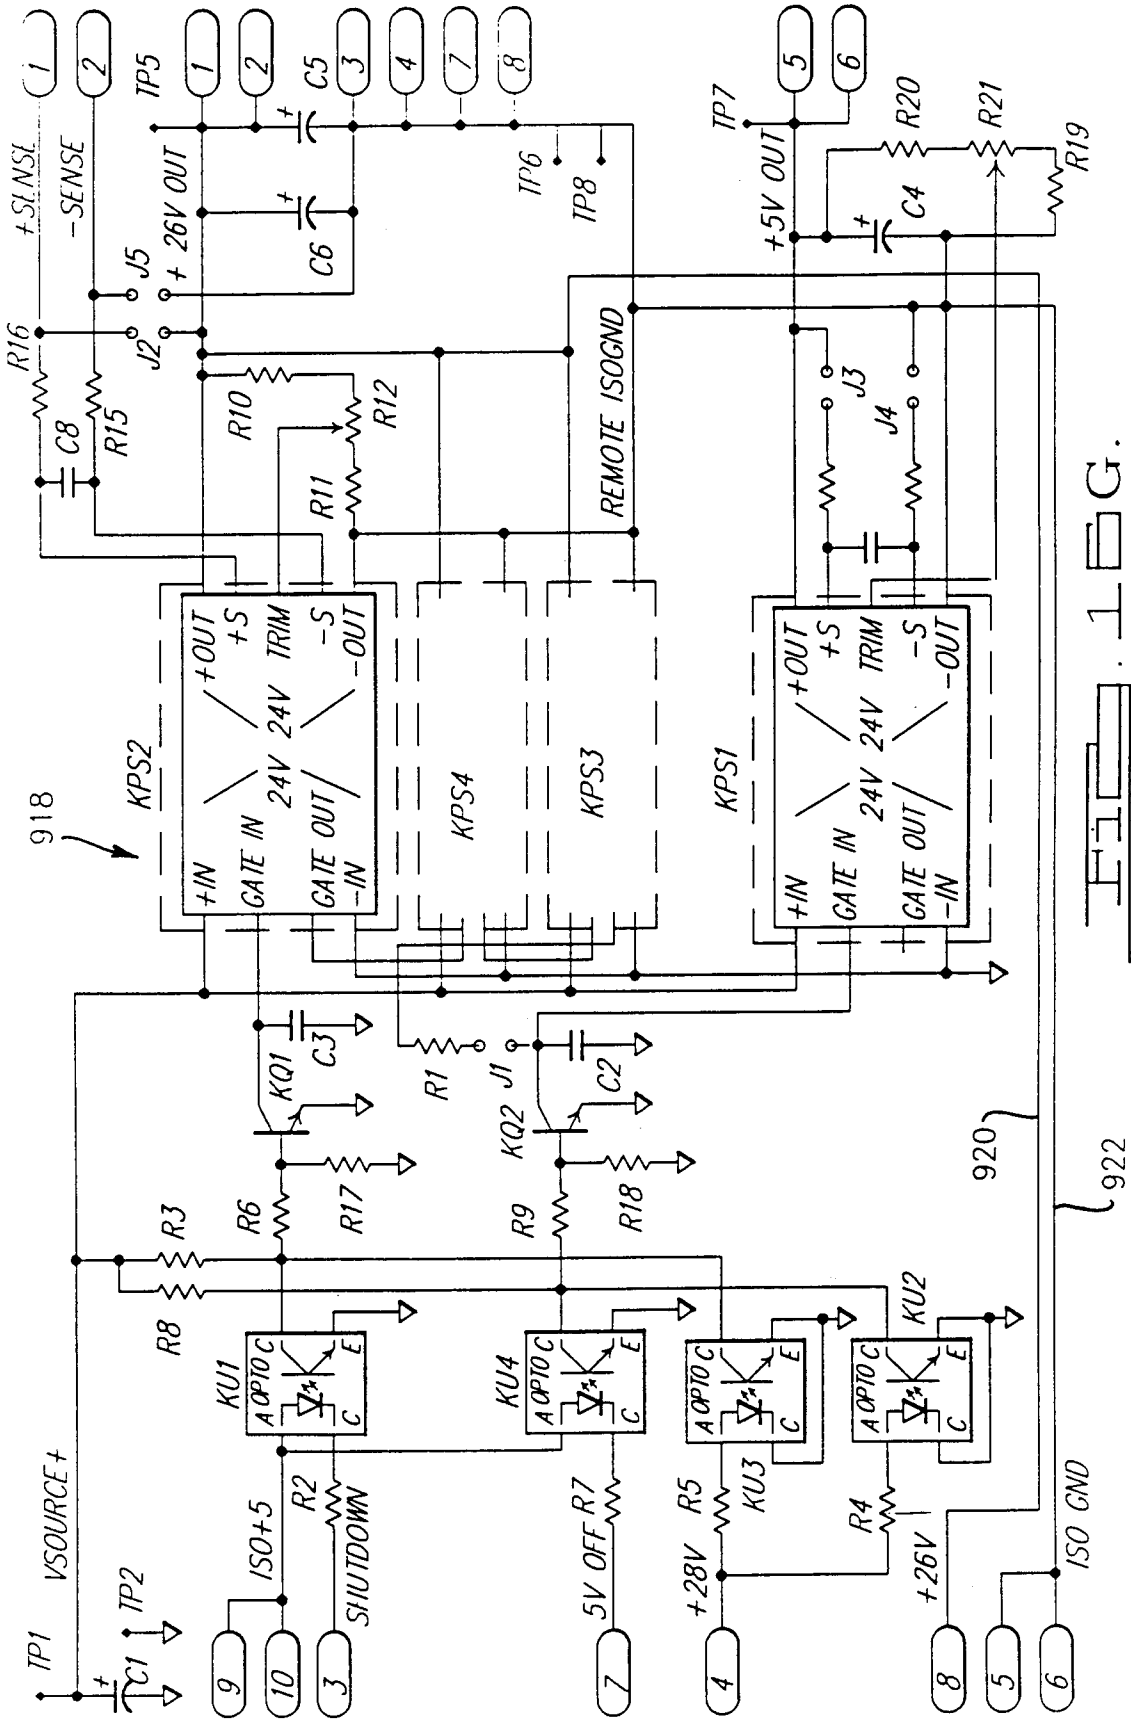 TP1
VSOURCE+
C1
+
TP2
9
10
3
ISO+5
R2
SHUTDOWN
7
5V OFF
R7
4
+28V
R5
R4
8
+26V
5
6
ISO GND
R8
R3
KU1
A OPTO C
C
E
KU4
A OPTO C
C
E
KU3
A OPTO C
C
E
KU2
A OPTO C
C
E
R6
R17
KQ1
C3
R9
R18
KQ2
C2
R1
J1
920
922
918
KPS2
+IN
GATE IN
GATE OUT
-IN
24V
24V
+OUT
+S
TRIM
-S
-OUT
KPS4
KPS3
KPS1
+IN
GATE IN
GATE OUT
-IN
24V
24V
+OUT
+S
TRIM
-S
-OUT
C8
R16
R15
R10
R11
R12
J2
J5
+SENSE
-SENSE
+26V OUT
REMOTE ISOGND
C6
+
C5
+
TP5
TP6
TP8
1
2
1
2
3
4
7
8
J3
J4
+5V OUT
C4
+
TP7
R20
R21
R19
5
6
Fig. 16G.